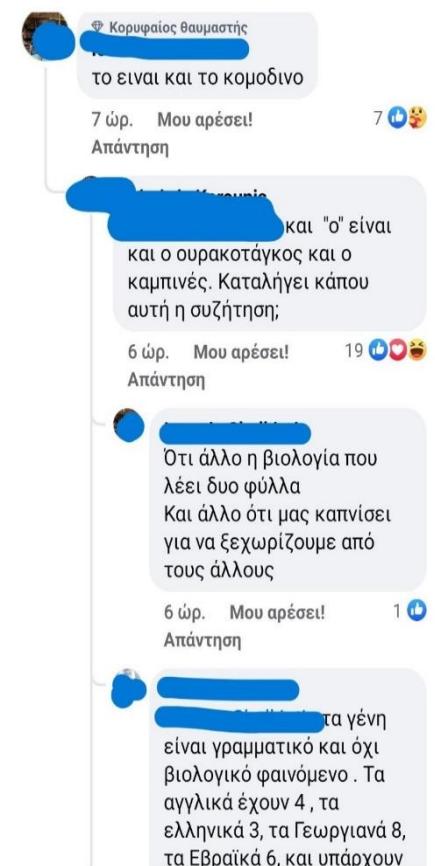 Κορυφαίος θαυμαστής
το ειναι και το κομοδινο
7 ώρ. Μου αρέσει! 7
Απάντηση
και "ο" είναι
και ο ουρακοτάγκος και ο
καμπινές. Καταλήγει κάπου
αυτή η συζήτηση;
6 ώρ. Μου αρέσει! 19
Απάντηση
Ότι άλλο η βιολογία που
λέει δυο φύλλα
Και άλλο ότι μας καπνίσει
για να ξεχωρίζουμε από
τους άλλους
6 ώρ. Μου αρέσει! 1
Απάντηση
τα γένη
είναι γραμματικό και όχι
βιολογικό φαινόμενο . Τα
αγγλικά έχουν 4 , τα
ελληνικά 3, τα Γεωργιανά 8,
τα Εβραϊκά 6, και υπάρχουν